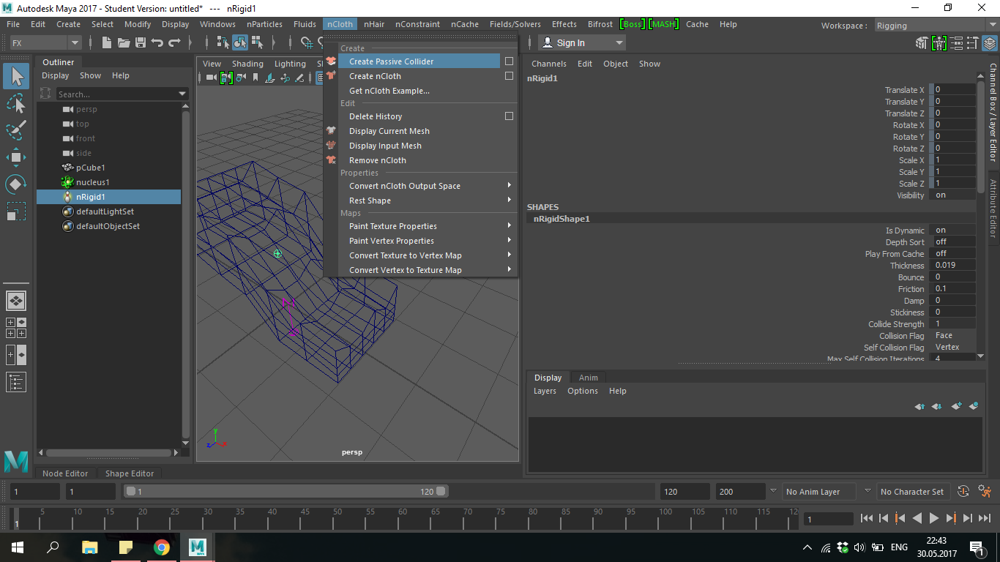 Autodesk Maya 2017 - Student Version: untitled* --- nRigid1
File Edit Create Select Modify Display Windows nParticles Fluids nCloth nHair nConstraint nCache Fields/Solvers Effects Bifrost [Boss] [MASH] Cache Help
Workspace : Rigging
FX
Sign In
Outliner
Display Show Help
Search...
persp
top
front
side
pCube1
nucleus1
nRigid1
defaultLightSet
defaultObjectSet
View Shading Lighting
Create
Create Passive Collider
Create nCloth
Get nCloth Example...
Edit
Delete History
Display Current Mesh
Display Input Mesh
Remove nCloth
Properties
Convert nCloth Output Space
Rest Shape
Maps
Paint Texture Properties
Paint Vertex Properties
Convert Texture to Vertex Map
Convert Vertex to Texture Map
N
y
z x
persp
Channels Edit Object Show
nRigid1
Translate X 0
Translate Y 0
Translate Z 0
Rotate X 0
Rotate Y 0
Rotate Z 0
Scale X 1
Scale Y 1
Scale Z 1
Visibility on
SHAPES
nRigidShape1
Is Dynamic on
Depth Sort off
Play From Cache off
Thickness 0.019
Bounce 0
Friction 0.1
Damp 0
Stickiness 0
Collide Strength 1
Collision Flag Face
Self Collision Flag Vertex
Max Self Collision Iterations 4
Channel Box / Layer Editor
Attribute Editor
Display Anim
Layers Options Help
Node Editor Shape Editor
1 1 1 120 120 200 No Anim Layer No Character Set
1 5 10 15 20 25 30 35 40 45 50 55 60 65 70 75 80 85 90 95 100 105 110 115 12
1
ENG
22:43
30.05.2017
1